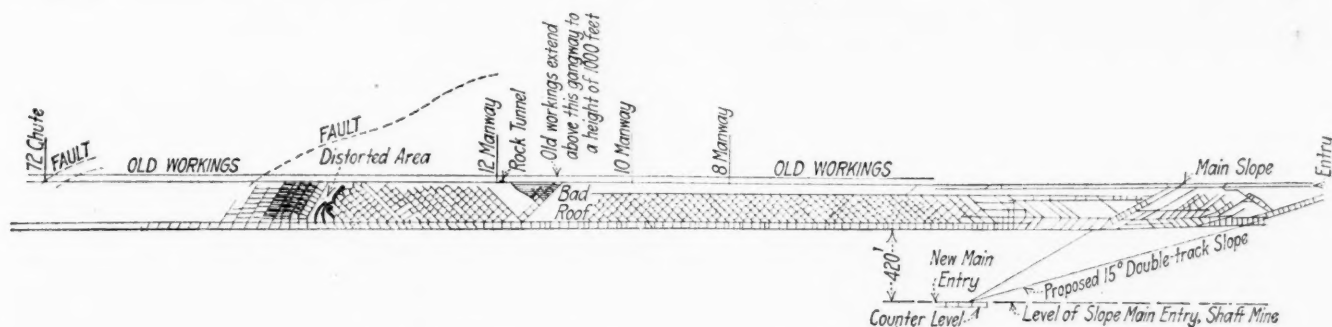 172 Chute
FAULT
OLD WORKINGS
FAULT
Distorted Area
12 Manway
Rock Tunnel
Old workings extend
above this gangway to
a height of 1000 feet
Bad
Roof
10 Manway
8 Manway
OLD WORKINGS
Main Slope
Entry
420'
New Main
Entry
Counter Level
Proposed 15° Double-track Slope
Level of Slope Main Entry, Shaft Mine